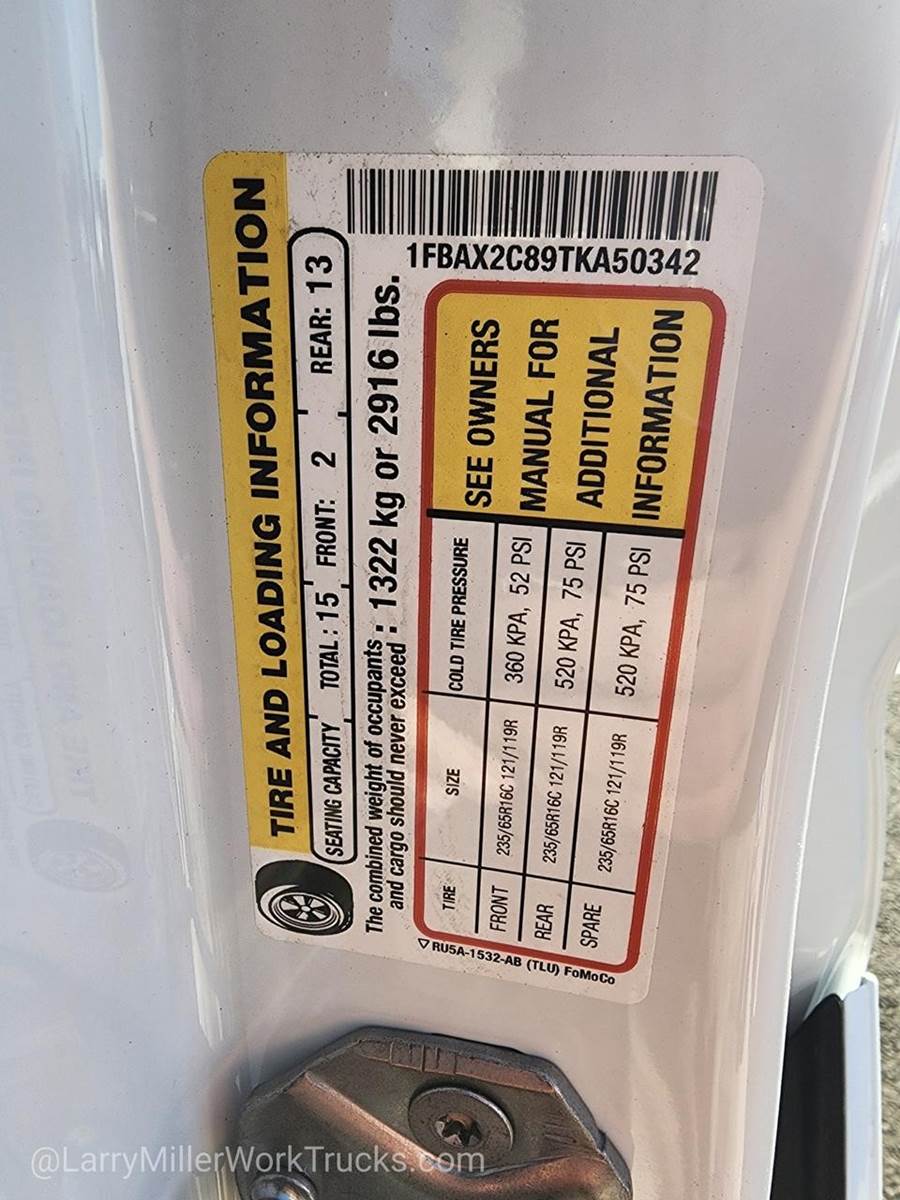 TIRE AND LOADING INFORMATION
SEATING CAPACITY TOTAL: 15 FRONT: 2 REAR: 13
The combined weight of occupants
and cargo should never exceed : 1322 kg or 2916 lbs.
1FBAX2C89TKA50342
TIRE SIZE COLD TIRE PRESSURE
FRONT 235/65R16C 121/119R 360 KPA, 52 PSI
REAR 235/65R16C 121/119R 520 KPA, 75 PSI
SPARE 235/65R16C 121/119R 520 KPA, 75 PSI
SEE OWNERS
MANUAL FOR
ADDITIONAL
INFORMATION
RU5A-1532-AB (TLU) FoMoCo
@LarryMillerWorkTrucks.com